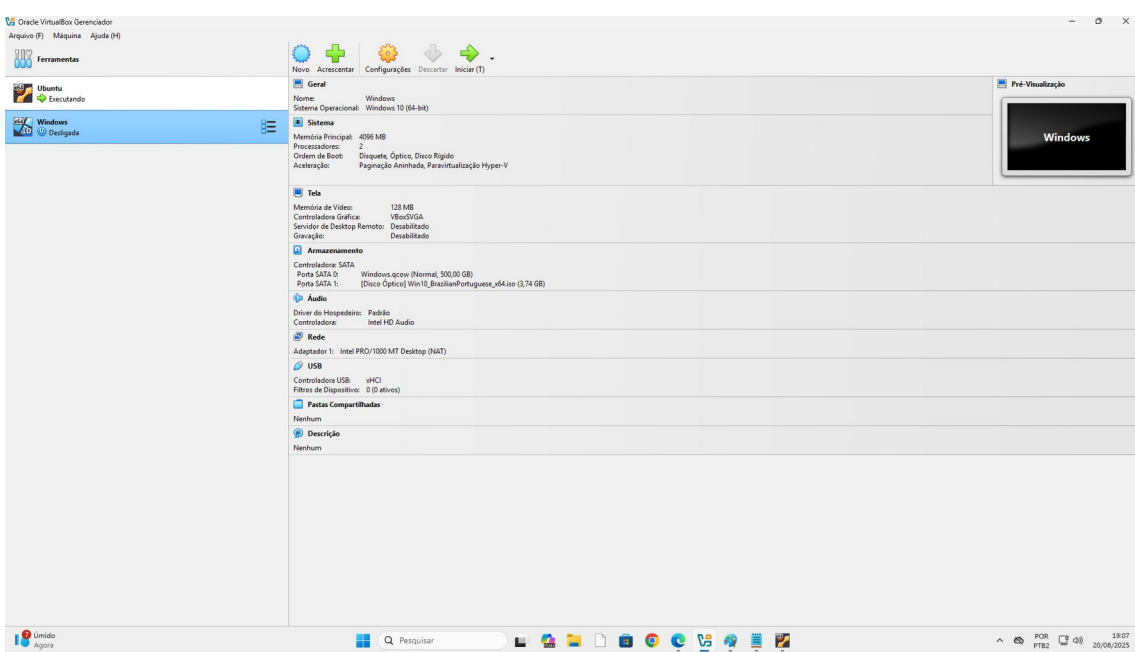 Oracle VirtualBox Gerenciador
Arquivo (F) Máquina Ajuda (H)
Ferramentas
Ubuntu
Executando
Windows
Desligada
Novo Acrescentar Configurações Descartar Iniciar (T)
Geral
Nome: Windows
Sistema Operacional: Windows 10 (64-bit)
Sistema
Memória Principal: 4096 MB
Processadores: 2
Ordem de Boot: Disquete, Óptico, Disco Rígido
Aceleração: Paginação Aninhada, Paravirtualização Hyper-V
Tela
Memória de Vídeo: 128 MB
Controladora Gráfica: VBoxSVGA
Servidor de Desktop Remoto: Desabilitado
Gravação: Desabilitado
Armazenamento
Controladora: SATA
Porta SATA 0: Windows.qcow (Normal, 500,00 GB)
Porta SATA 1: [Disco Óptico] Win10_BrazilianPortuguese_x64.iso (3,74 GB)
Áudio
Driver do Hospedeiro: Padrão
Controladora: Intel HD Audio
Rede
Adaptador 1: Intel PRO/1000 MT Desktop (NAT)
USB
Controladora USB: xHCI
Filtros de Dispositivo: 0 (0 ativos)
Pastas Compartilhadas
Nenhum
Descrição
Nenhum
Pré-Visualização
Windows
7
Úmido
Agora
Pesquisar
POR
PTB2
19:07
20/08/2025